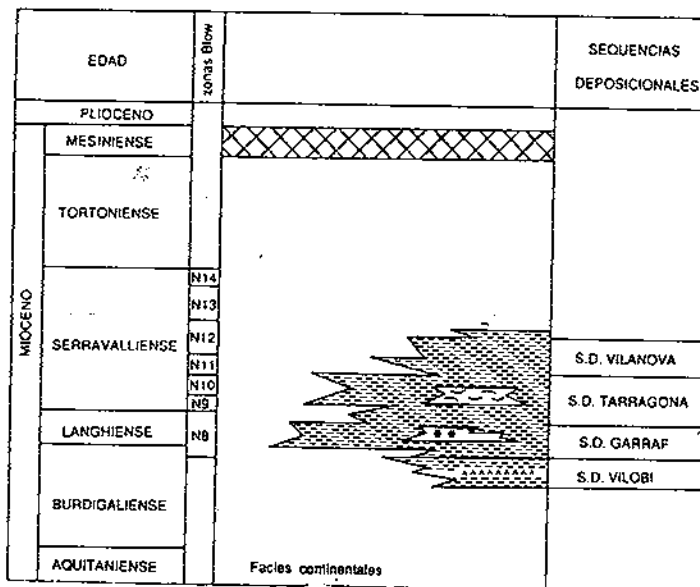 EDAD
zonas Blow
SEQUENCIAS
DEPOSICIONALES
PLIOCENO
MIOCENO
MESINIENSE
TORTONIENSE
SERRAVALLIENSE
N14
N13
N12
N11
N10
N9
LANGHIENSE
N8
BURDIGALIENSE
AQUITANIENSE
S.D. VILANOVA
S.D. TARRAGONA
S.D. GARRAF
S.D. VILOBI
Facies continentales